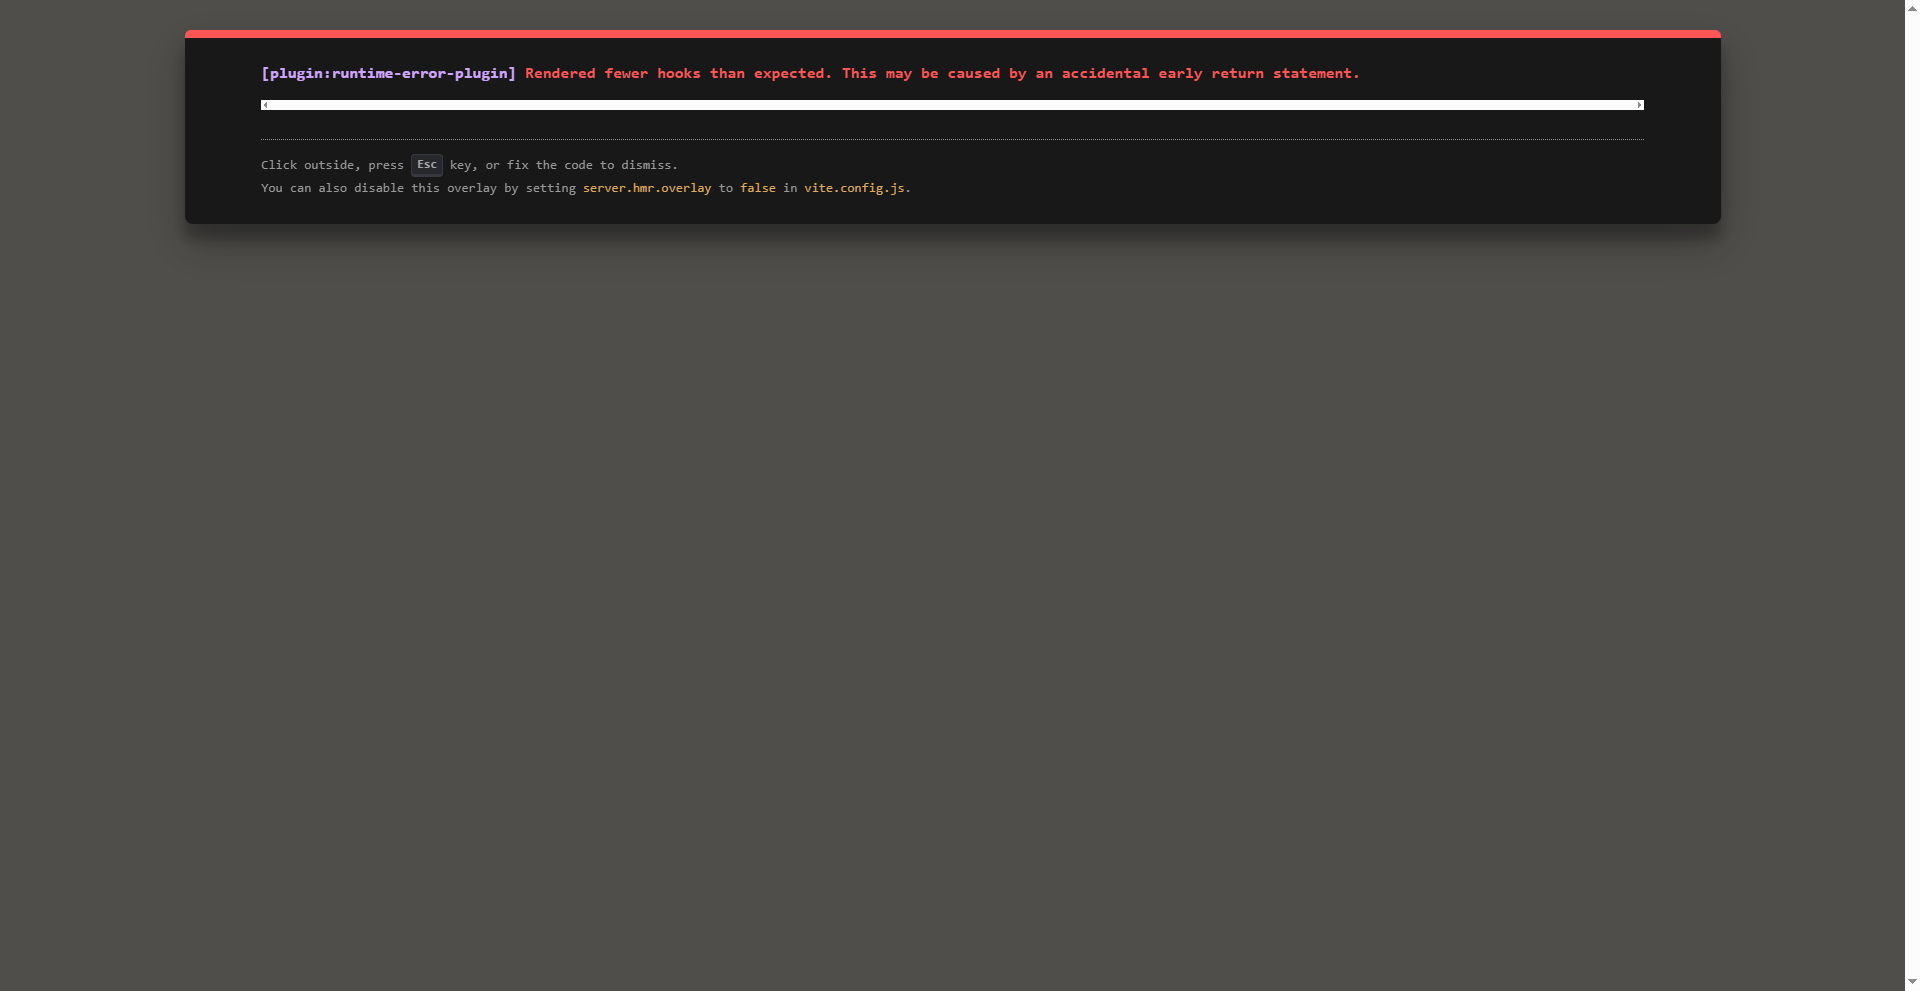 [plugin:runtime-error-plugin] Rendered fewer hooks than expected. This may be caused by an accidental early return statement.
Click outside, press Esc key, or fix the code to dismiss.
You can also disable this overlay by setting server.hmr.overlay to false in vite.config.js.